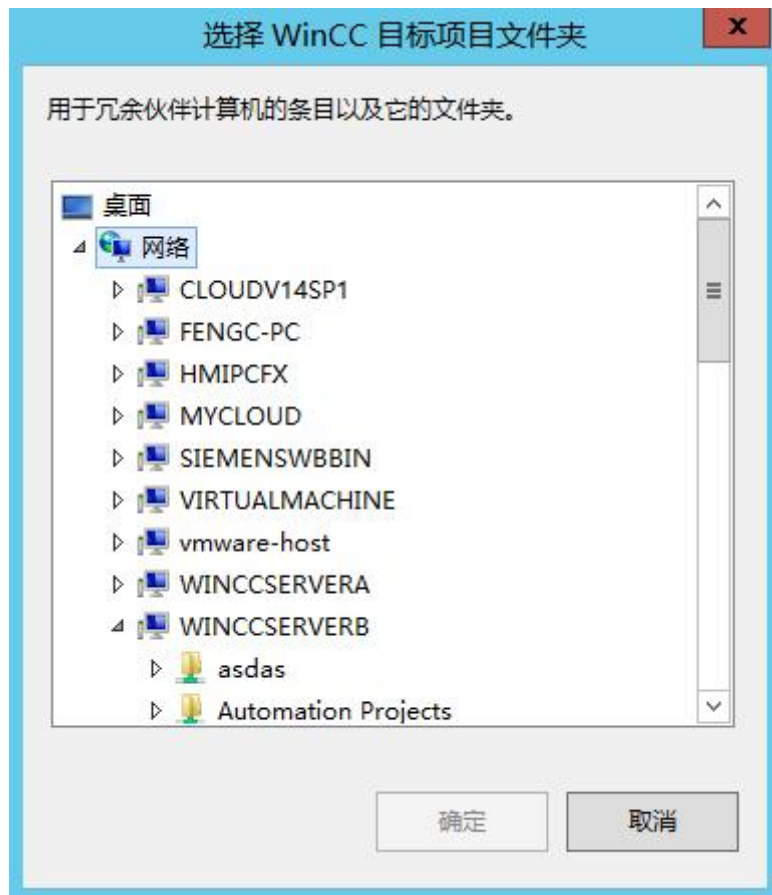 选择 WinCC 目标项目文件夹
x
用于冗余伙伴计算机的条目以及它的文件夹。
桌面
网络
CLOUDV14SP1
FENGC-PC
HMIPCFX
MYCLOUD
SIEMENSWBBIN
VIRTUALMACHINE
vmware-host
WINCCSERVERA
WINCCSERVERB
asdas
Automation Projects
确定
取消